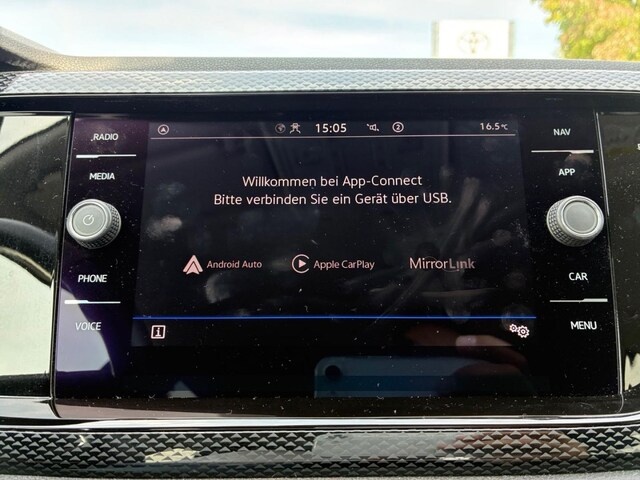 15:05
2
16.5°C
RADIO
MEDIA
PHONE
VOICE
Willkommen bei App-Connect
Bitte verbinden Sie ein Gerät über USB.
Android Auto
Apple CarPlay
MirrorLink
i
NAV
APP
CAR
MENU